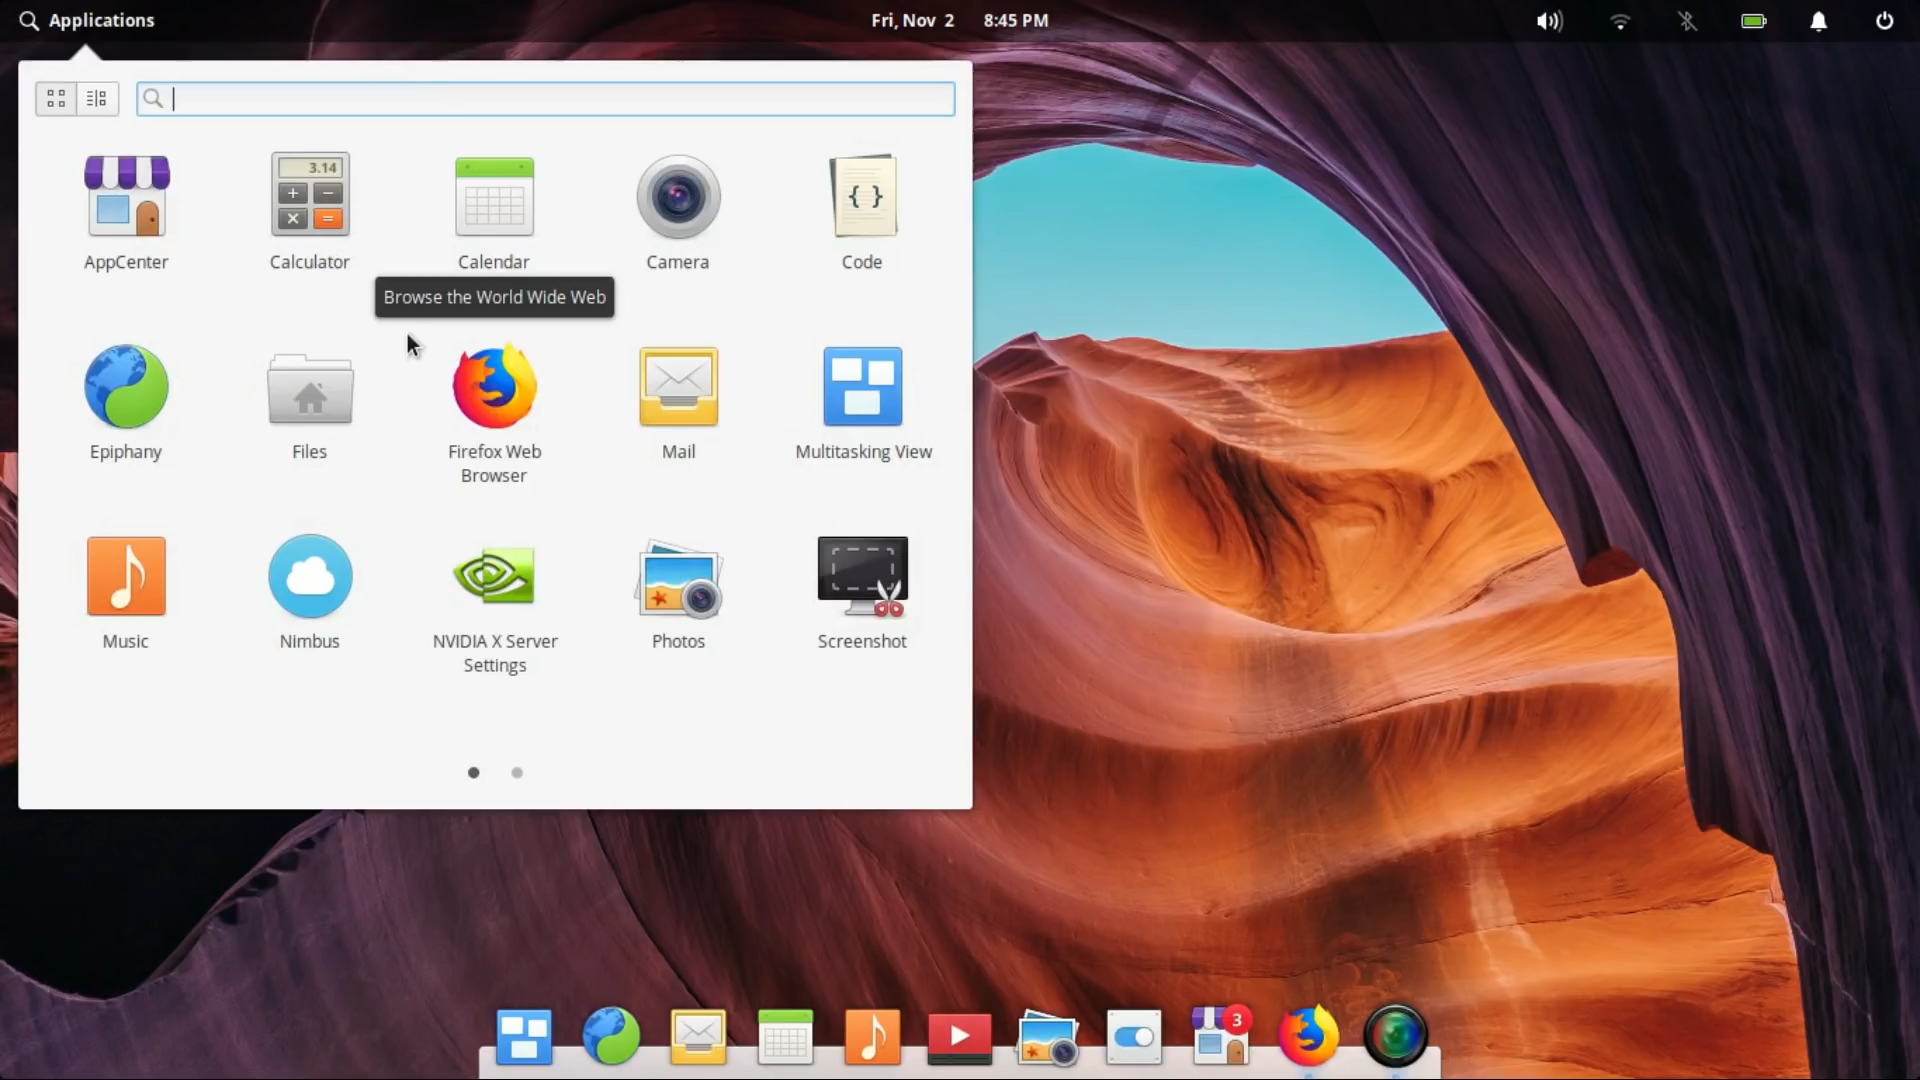 Applications
Fri, Nov 2 8:45 PM
3.14
AppCenter
Calculator
Calendar
Camera
Code
Browse the World Wide Web
Epiphany
Files
Firefox Web
Browser
Mail
Multitasking View
Music
Nimbus
NVIDIA X Server
Settings
Photos
Screenshot
3